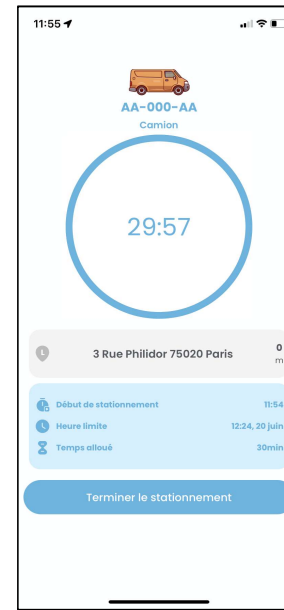 11:55
AA-000-AA
Camion
29:57
3 Rue Philidor 75020 Paris
0
m
Début de stationnement 11:54
Heure limite 12:24, 20 juin
Temps alloué 30min
Terminer le stationnement